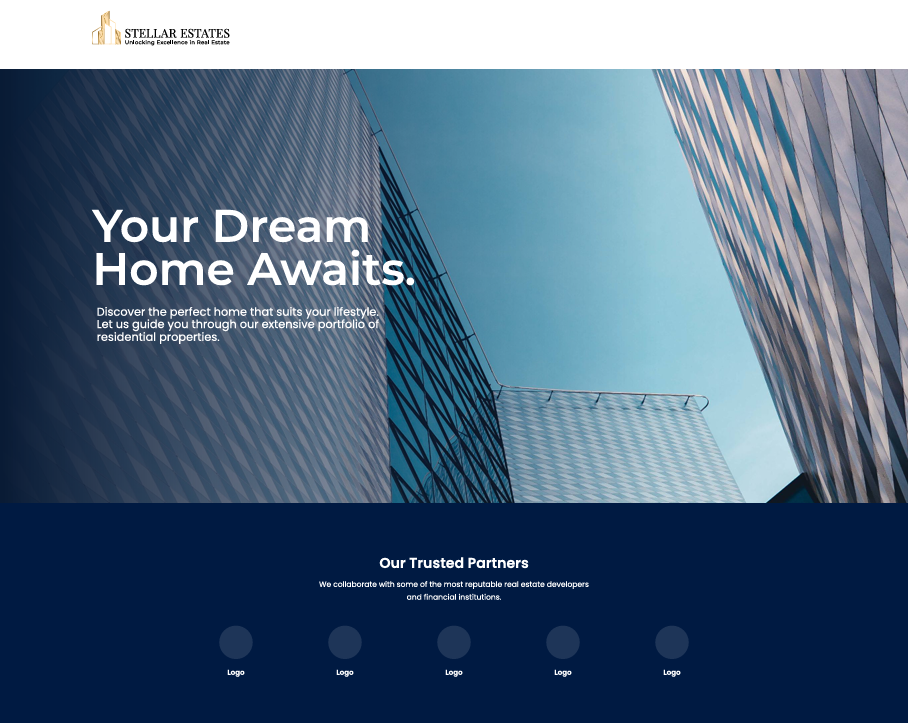 STELLAR ESTATES
Unlocking Excellence in Real Estate
Your Dream
Home Awaits.
Discover the perfect home that suits your lifestyle.
Let us guide you through our extensive portfolio of
residential properties.
Our Trusted Partners
We collaborate with some of the most reputable real estate developers
and financial institutions.
Logo
Logo
Logo
Logo
Logo